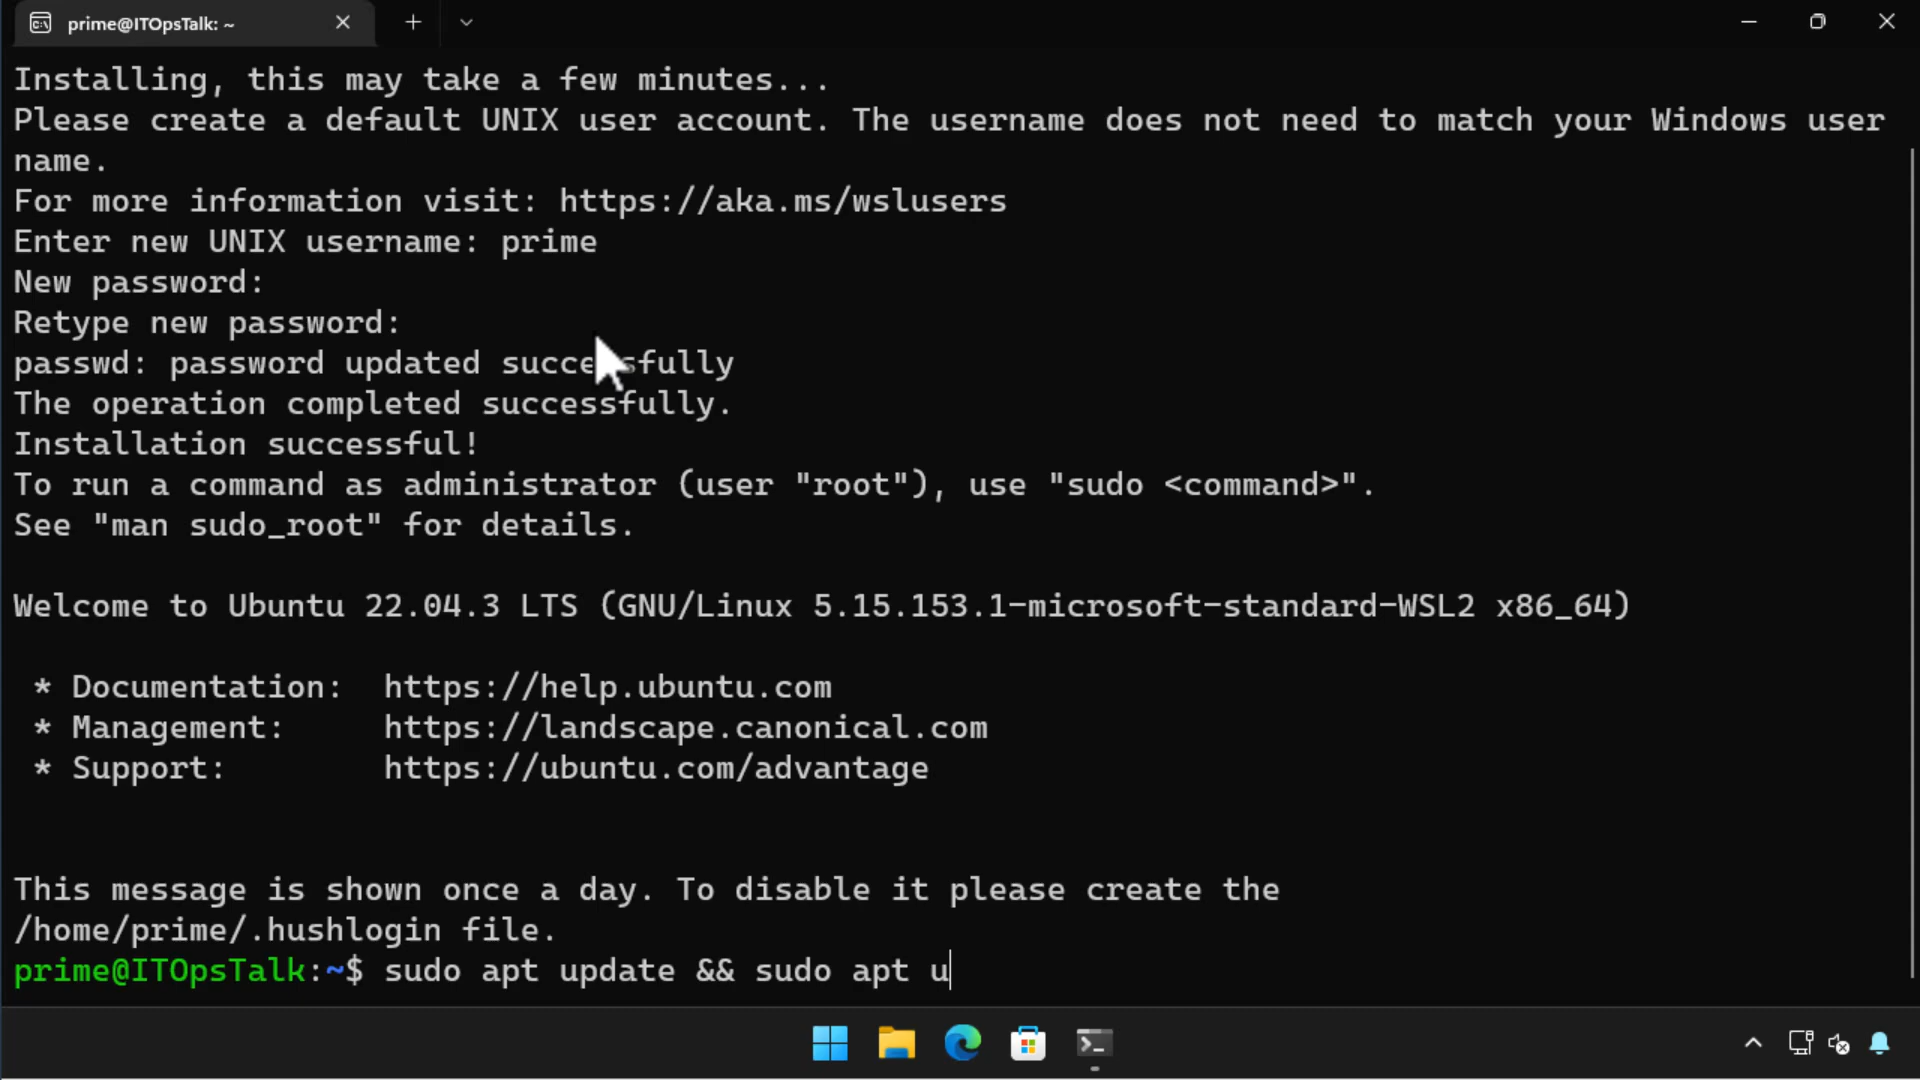 prime@ITOpsTalk: ~
Installing, this may take a few minutes...
Please create a default UNIX user account. The username does not need to match your Windows user
name.
For more information visit: https://aka.ms/wslusers
Enter new UNIX username: prime
New password:
Retype new password:
passwd: password updated successfully
The operation completed successfully.
Installation successful!
To run a command as administrator (user "root"), use "sudo <command>".
See "man sudo_root" for details.
Welcome to Ubuntu 22.04.3 LTS (GNU/Linux 5.15.153.1-microsoft-standard-WSL2 x86_64)
* Documentation:  https://help.ubuntu.com
* Management:     https://landscape.canonical.com
* Support:        https://ubuntu.com/advantage
This message is shown once a day. To disable it please create the
/home/prime/.hushlogin file.
prime@ITOpsTalk:~$ sudo apt update && sudo apt u